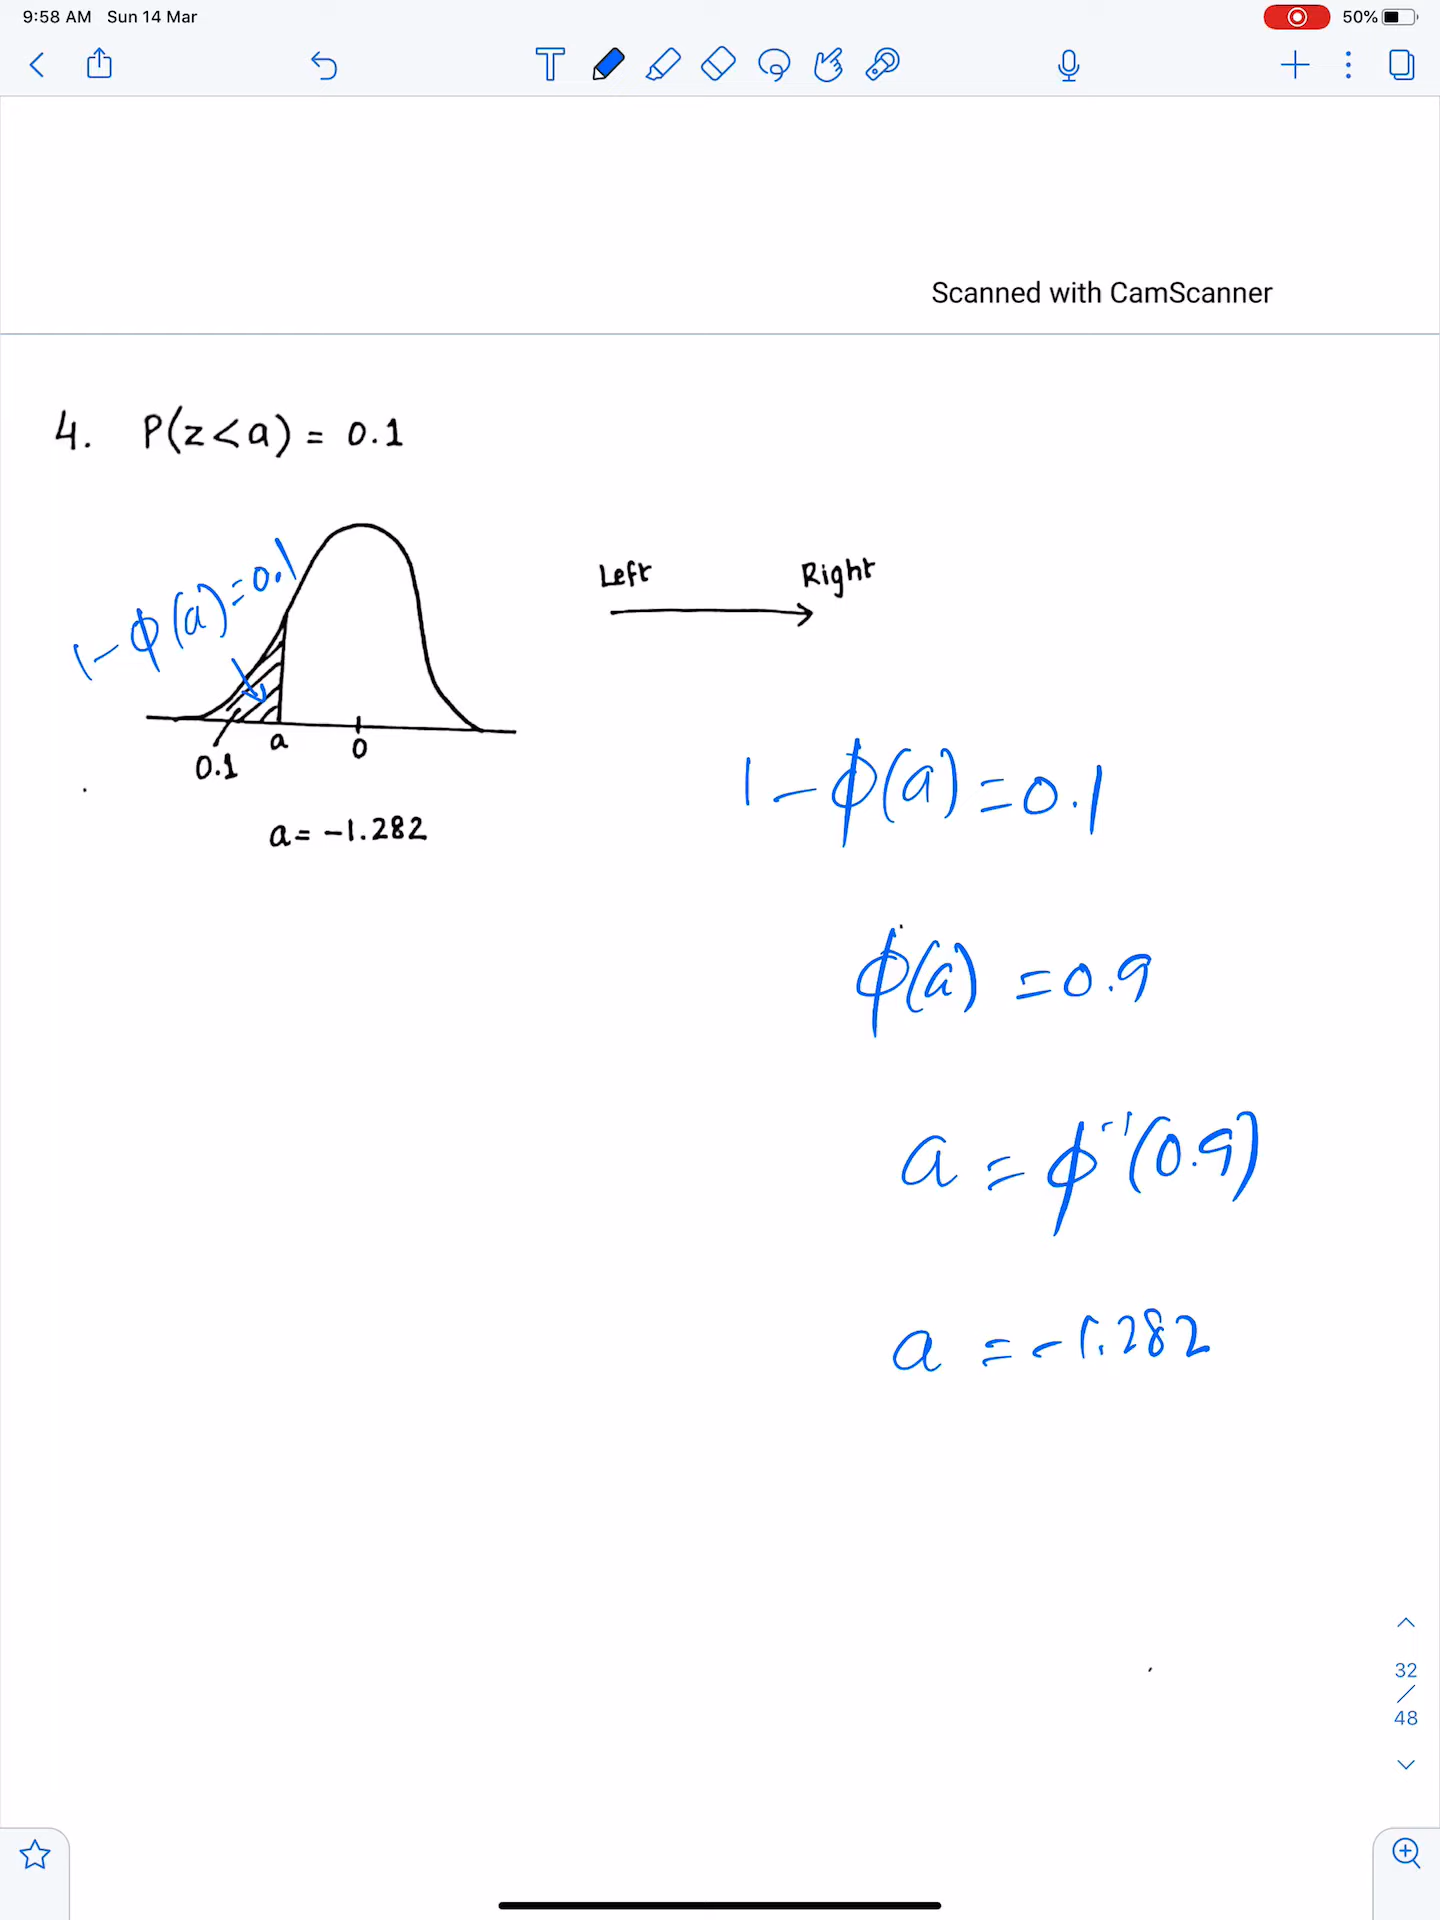 9:58 AM Sun 14 Mar
50%
Scanned with CamScanner
4. P(z<a) = 0.1
1-ϕ(a)=0.1
Left Right
0.1 a 0
a = -1.282
1-ϕ(a)=0.1
ϕ(a) =0.9
a = ϕ⁻¹(0.9)
a = -1.282
32
/
48